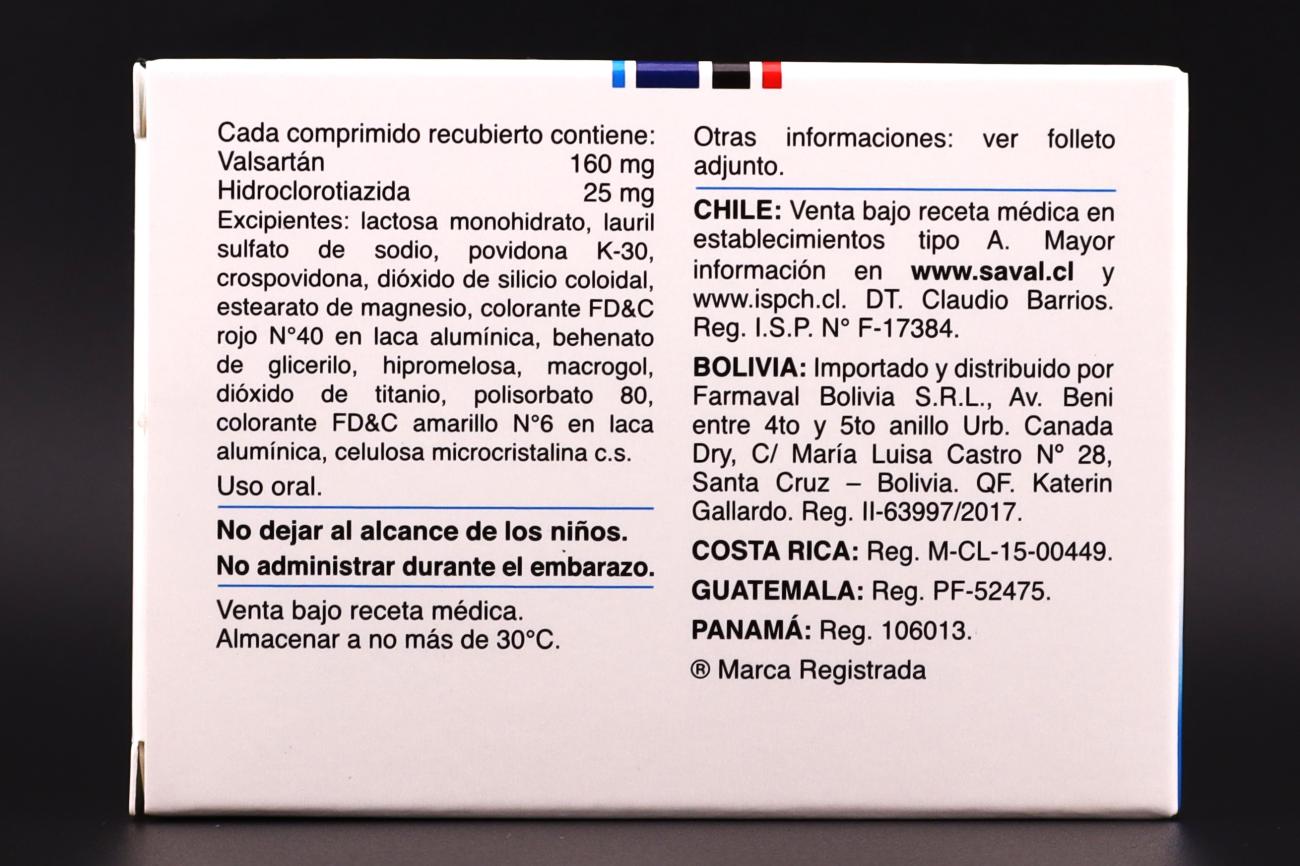 Cada comprimido recubierto contiene:
Valsartán 160 mg
Hidroclorotiazida 25 mg
Excipientes: lactosa monohidrato, lauril
sulfato de sodio, povidona K-30,
crospovidona, dióxido de silicio coloidal,
estearato de magnesio, colorante FD&C
rojo N°40 en laca alumínica, behenato
de glicerilo, hipromelosa, macrogol,
dióxido de titanio, polisorbato 80,
colorante FD&C amarillo N°6 en laca
alumínica, celulosa microcristalina c.s.
Uso oral.
No dejar al alcance de los niños.
No administrar durante el embarazo.
Venta bajo receta médica.
Almacenar a no más de 30°C.
Otras informaciones: ver folleto
adjunto.
CHILE: Venta bajo receta médica en
establecimientos tipo A. Mayor
información en www.saval.cl y
www.ispch.cl. DT. Claudio Barrios.
Reg. I.S.P. N° F-17384.
BOLIVIA: Importado y distribuido por
Farmaval Bolivia S.R.L., Av. Beni
entre 4to y 5to anillo Urb. Canada
Dry, C/ María Luisa Castro Nº 28,
Santa Cruz – Bolivia. QF. Katerin
Gallardo. Reg. II-63997/2017.
COSTA RICA: Reg. M-CL-15-00449.
GUATEMALA: Reg. PF-52475.
PANAMÁ: Reg. 106013.
® Marca Registrada